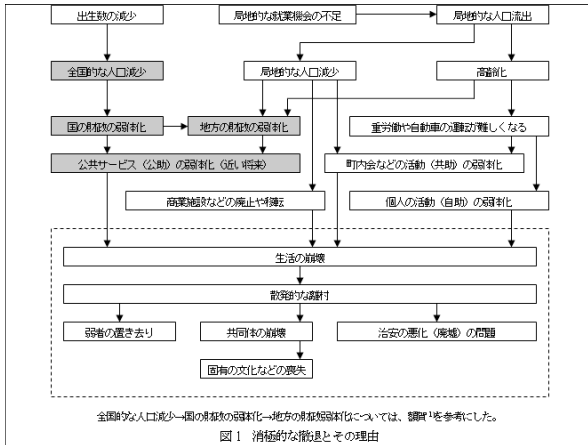 出生数の減少
局地的な就業機会の不足
局地的な人口流出
全国的な人口減少
局地的な人口減少
高齢化
国の財政の弱体化
地方の財政の弱体化
重労働や自動車の運転が難しくなる
公共サービス（公助）の弱体化（近い将来）
町内会などの活動（共助）の弱体化
商業施設などの廃止や移転
個人の活動（自助）の弱体化
生活の崩壊
散発的な離村
弱者の置き去り
共同体の崩壊
治安の悪化（廃墟）の問題
固有の文化などの喪失
全国的な人口減少→国の財政の弱体化→地方の財政弱体化については、額賀¹を参考にした。
図1 消極的な撤退とその理由